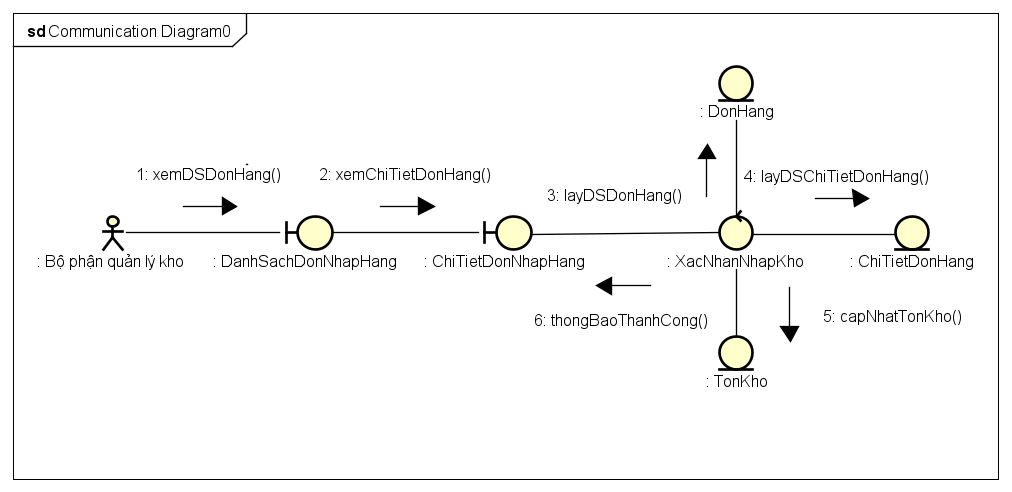 sd Communication Diagram0
: DonHang
1: xemDSDonHang()
2: xemChiTietDonHang()
3: layDSDonHang()
4: layDSChiTietDonHang()
: Bộ phận quản lý kho
: DanhSachDonNhapHang
: ChiTietDonNhapHang
: XacNhanNhapKho
: ChiTietDonHang
6: thongBaoThanhCong()
5: capNhatTonKho()
: TonKho